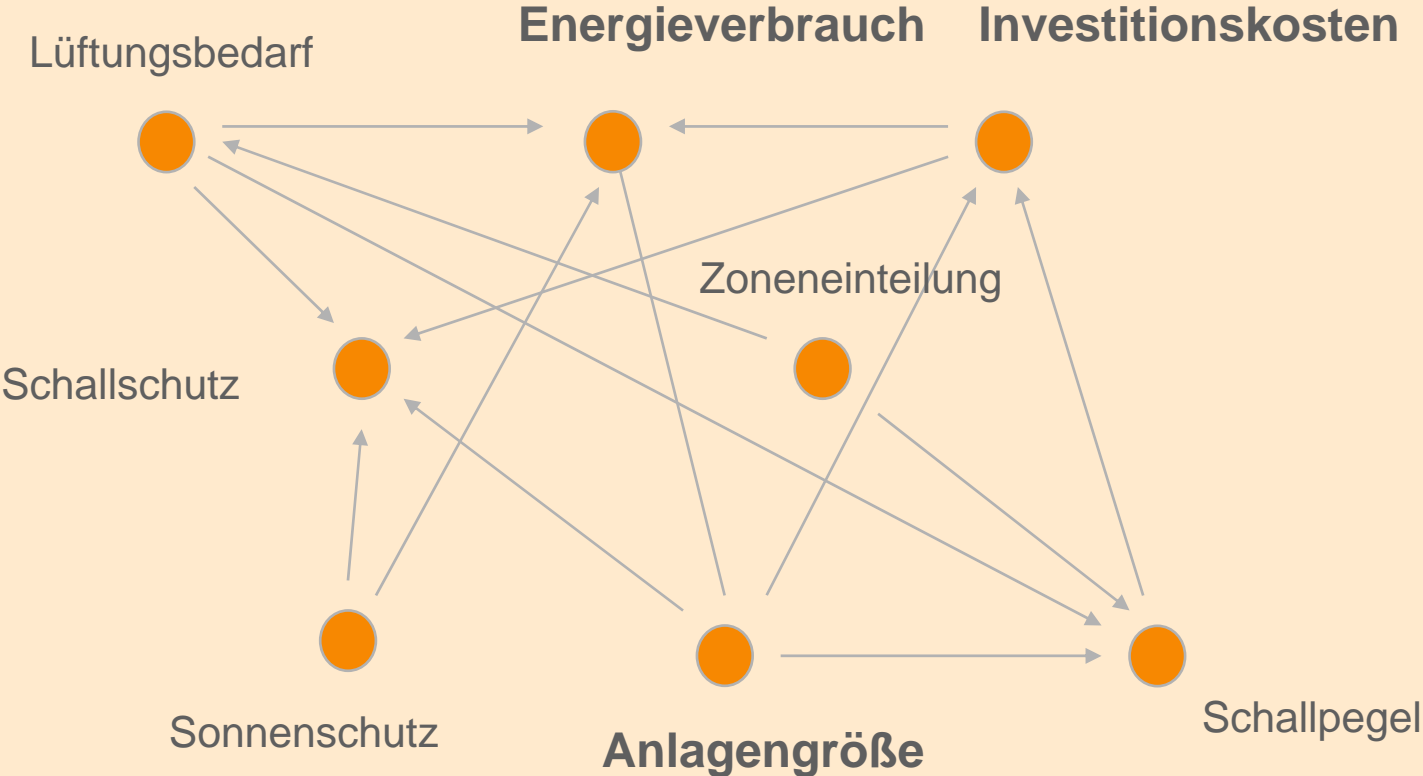 Energieverbrauch
Investitionskosten
Lüftungsbedarf
Zoneneinteilung
Schallschutz
Sonnenschutz
Anlagengröße
Schallpegel